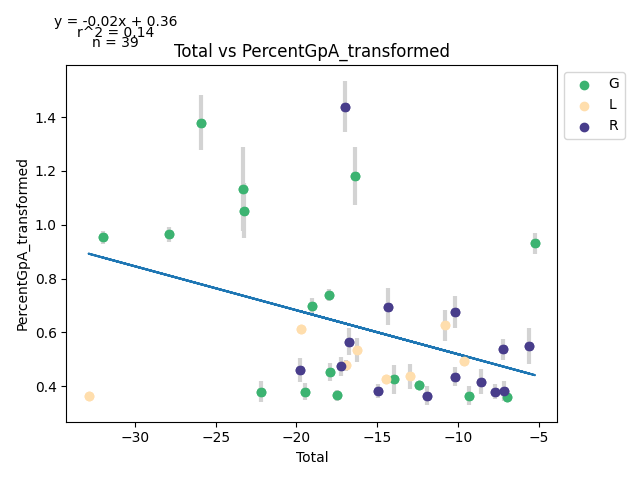 y = -0.02x + 0.36
r^2 = 0.14
n = 39
Total vs PercentGpA_transformed
G
L
R
PercentGpA_transformed
1.4
1.2
1.0
0.8
0.6
0.4
−30
−25
−20
−15
−10
−5
Total